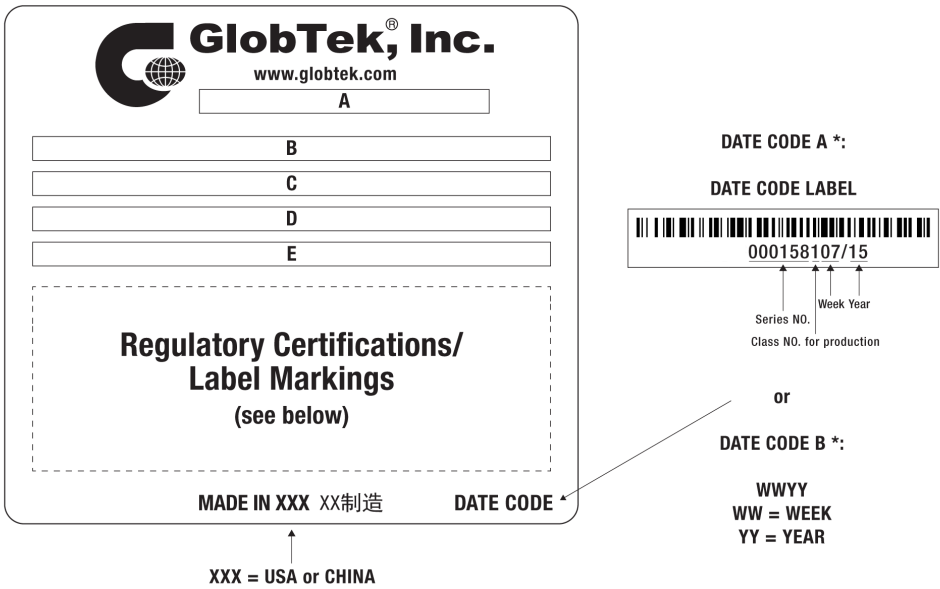 GlobTek,® Inc.
www.globtek.com
A
B
C
D
E
Regulatory Certifications/
Label Markings
(see below)
MADE IN XXX XX制造 DATE CODE
XXX = USA or CHINA
DATE CODE A *:
DATE CODE LABEL
000158107/15
Week Year
Series NO.
Class NO. for production
or
DATE CODE B *:
WWYY
WW = WEEK
YY = YEAR